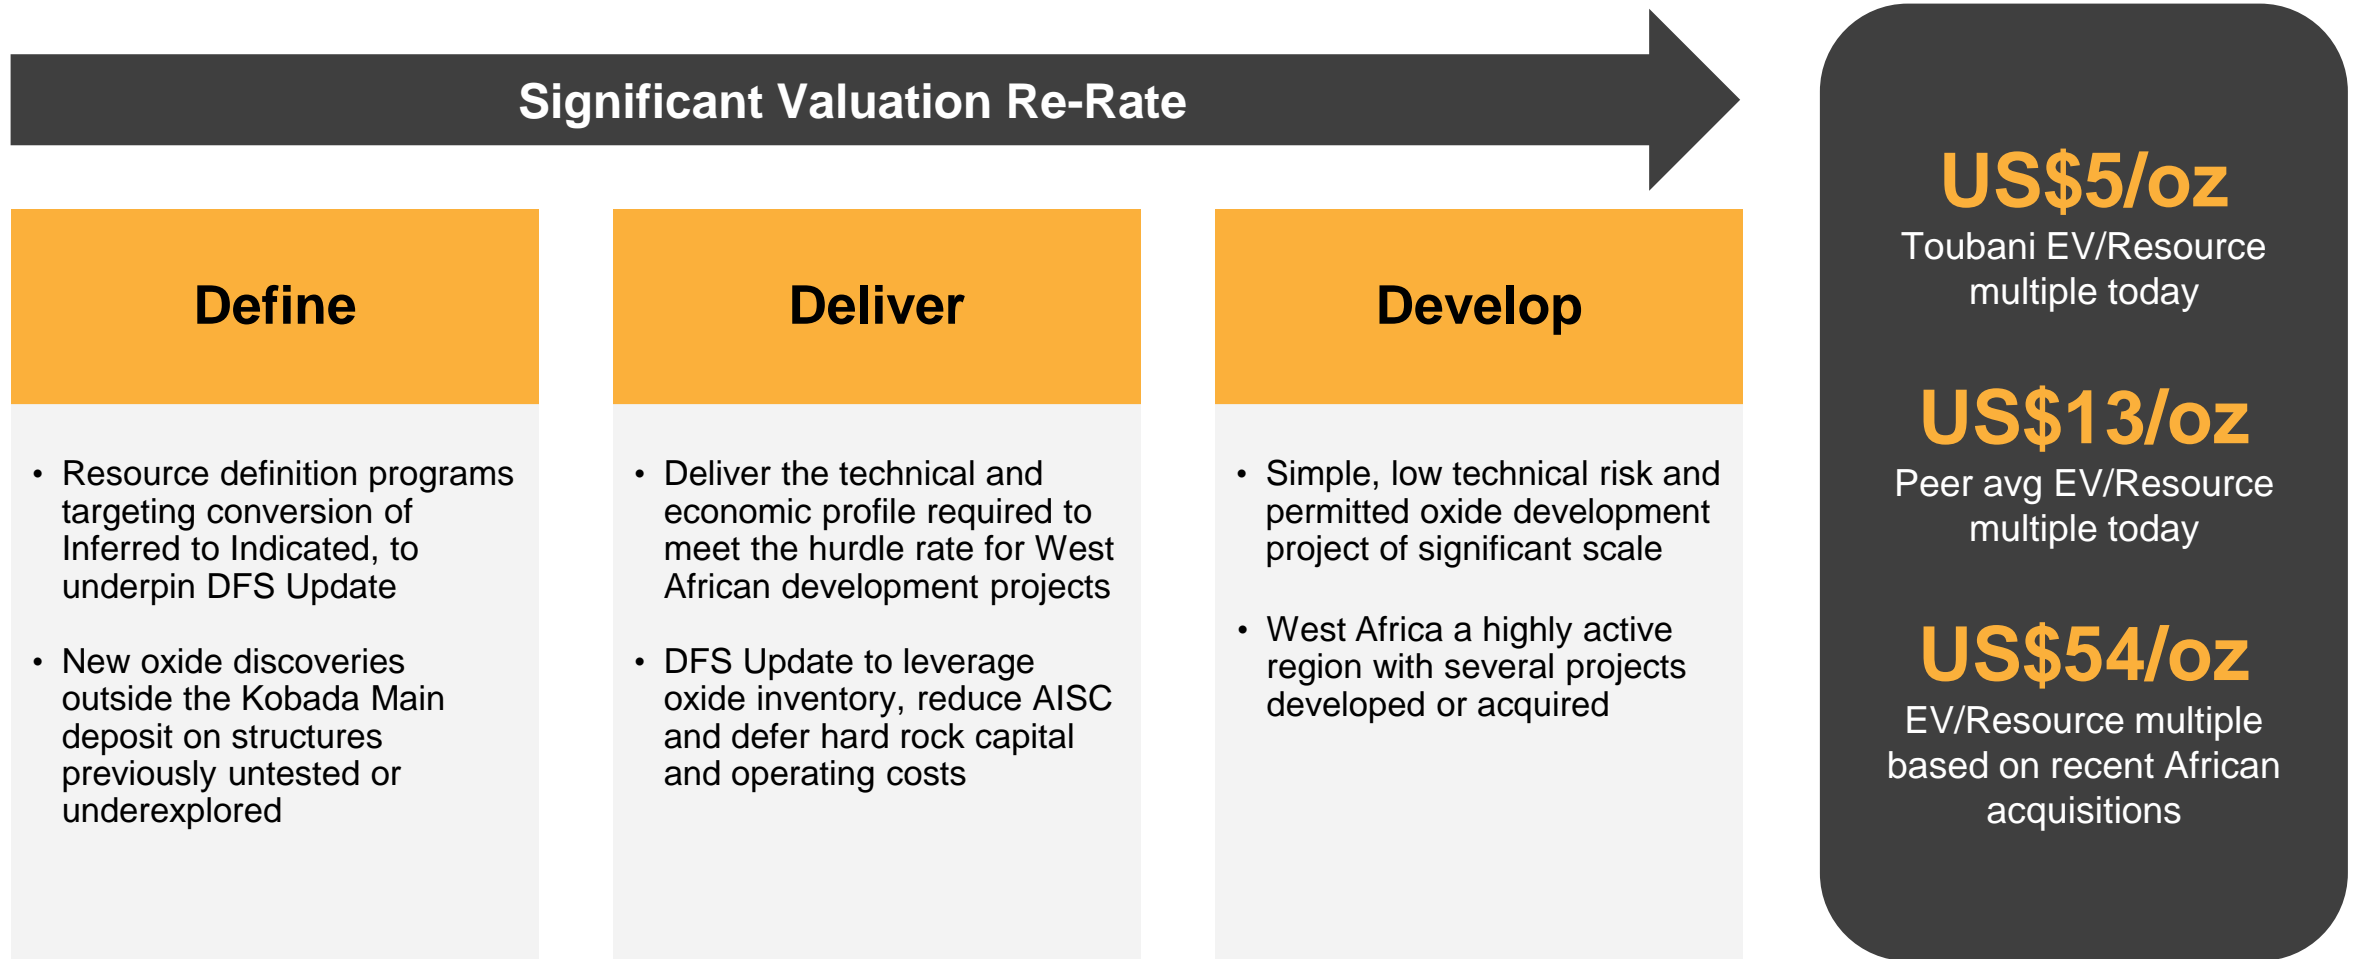 Significant Valuation Re-Rate
Define
• Resource definition programs
targeting conversion of
Inferred to Indicated, to
underpin DFS Update
• New oxide discoveries
outside the Kobada Main
deposit on structures
previously untested or
underexplored
Deliver
• Deliver the technical and
economic profile required to
meet the hurdle rate for West
African development projects
• DFS Update to leverage
oxide inventory, reduce AISC
and defer hard rock capital
and operating costs
Develop
• Simple, low technical risk and
permitted oxide development
project of significant scale
• West Africa a highly active
region with several projects
developed or acquired
US$5/oz
Toubani EV/Resource
multiple today
US$13/oz
Peer avg EV/Resource
multiple today
US$54/oz
EV/Resource multiple
based on recent African
acquisitions